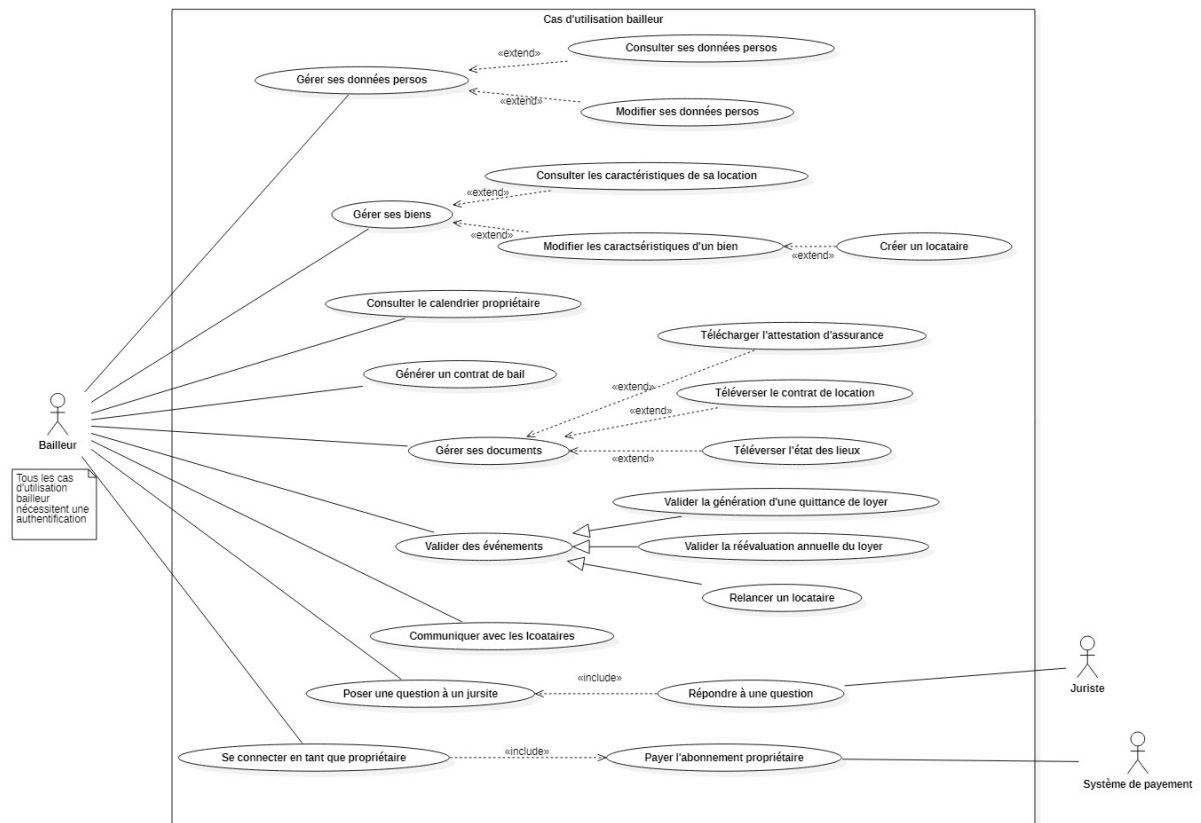 Cas d'utilisation bailleur
Consulter ses données persos
«extend»
Gérer ses données persos
«extend»
Modifier ses données persos
Consulter les caractéristiques de sa location
«extend»
Gérer ses biens
«extend»
Modifier les caractséristiques d'un bien
«extend»
Créer un locataire
Consulter le calendrier propriétaire
Télécharger l'attestation d'assurance
Générer un contrat de bail
«extend»
Téléverser le contrat de location
«extend»
Bailleur
Gérer ses documents
«extend»
Téléverser l'état des lieux
Tous les cas
d'utilisation
bailleur
nécessitent une
authentification
Valider la génération d'une quittance de loyer
Valider des événements
Valider la réévaluation annuelle du loyer
Relancer un locataire
Communiquer avec les lcoataires
Poser une question à un jursite
«include»
Répondre à une question
Juriste
Se connecter en tant que propriétaire
«include»
Payer l'abonnement propriétaire
Système de payement